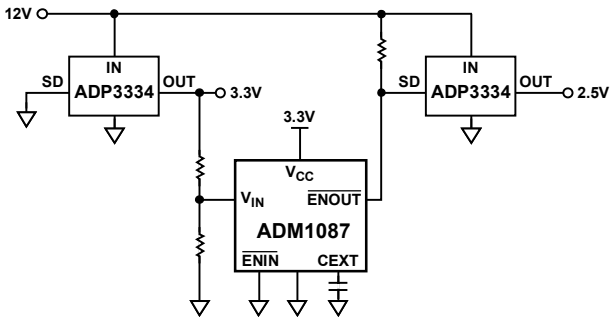 12V
IN
SD
OUT
ADP3334
3.3V
IN
SD
OUT
ADP3334
2.5V
3.3V
VCC
VIN
ENOUT
ADM1087
ENIN
CEXT